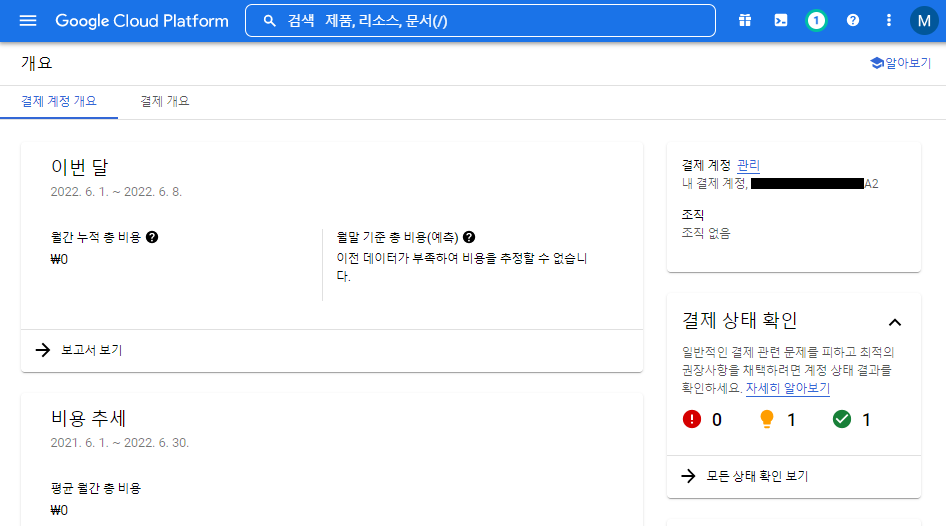 Google Cloud Platform
검색 제품, 리소스, 문서(/)
1
M
개요
알아보기
결제 계정 개요
결제 개요
이번 달
2022. 6. 1. ~ 2022. 6. 8.
월간 누적 총 비용
₩0
월말 기준 총 비용(예측)
이전 데이터가 부족하여 비용을 추정할 수 없습니
다.
보고서 보기
비용 추세
2021. 6. 1. ~ 2022. 6. 30.
평균 월간 총 비용
₩0
결제 계정 관리
내 결제 계정, A2
조직
조직 없음
결제 상태 확인
일반적인 결제 관련 문제를 피하고 최적의
권장사항을 채택하려면 계정 상태 결과를
확인하세요. 자세히 알아보기
0
1
1
모든 상태 확인 보기